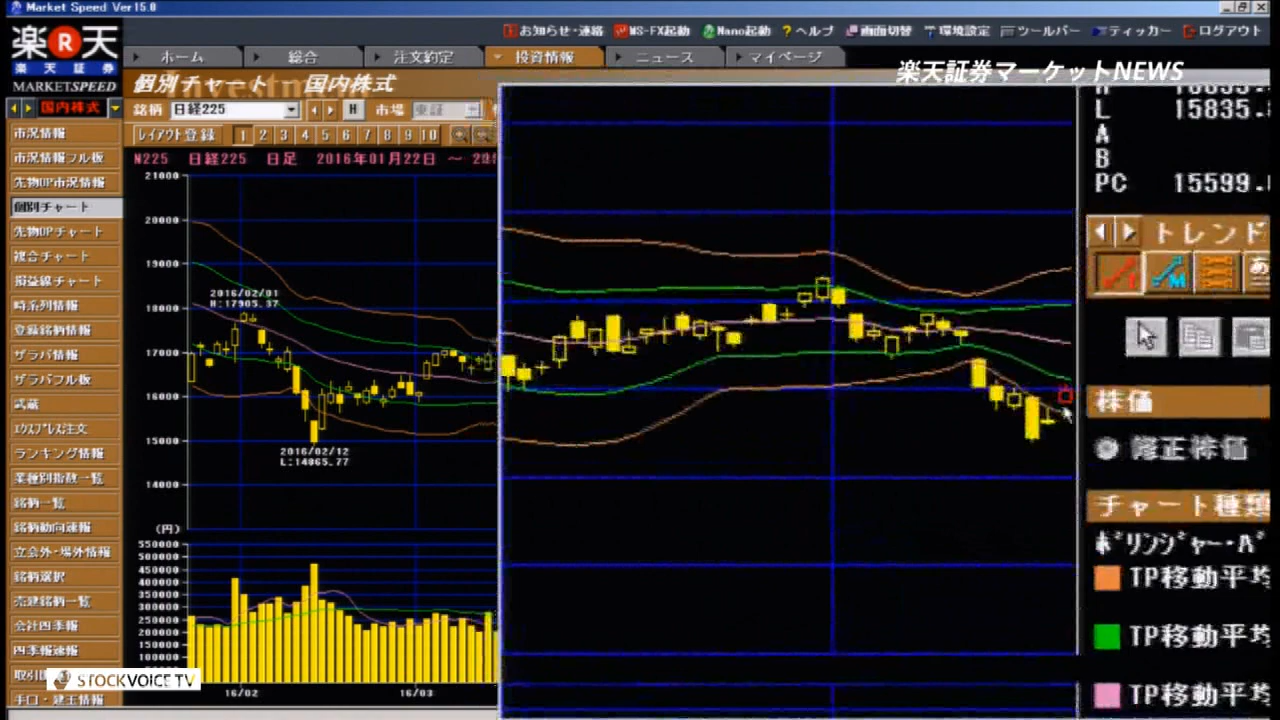 Market Speed Ver15.0
楽R天
楽天証券
MARKETSPEED
お知らせ・連絡 MS-FX起動 Nano起動 ? ヘルプ 画面切替 環境設定 ツールバー ティッカー ログアウト
ホーム 総合 注文約定 投資情報 ニュース マイページ
楽天証券マーケットNEWS
個別チャート 国内株式
国内株式
銘柄 日経225 H 市場 東証
レイアウト登録 1 2 3 4 5 6 7 8 9 10
N225 日経225 日足 2016年01月22日 ～
市況情報
市況情報フル板
先物OP市況情報
個別チャート
先物OPチャート
複合チャート
損益線チャート
時系列情報
登録銘柄情報
ザラバ情報
ザラバフル板
武蔵
エクスプレス注文
ランキング情報
業種別指数一覧
銘柄一覧
銘柄動向速報
立会外・場外情報
銘柄選択
売建銘柄一覧
会社四季報
四季報速報
手口・建玉情報
21000
20000
19000
18000
17000
16000
15000
14000
(円)
2016/02/01
H:17905.37
2016/02/12
L:14865.77
550000
500000
450000
400000
350000
300000
250000
200000
150000
100000
16/02 16/03
STOCKVOICE TV
L 15835.
A
B
PC 15599.
トレンド
株価
修正株価
チャート種類
ボリンジャー・バ
TP移動平均
TP移動平均
TP移動平均